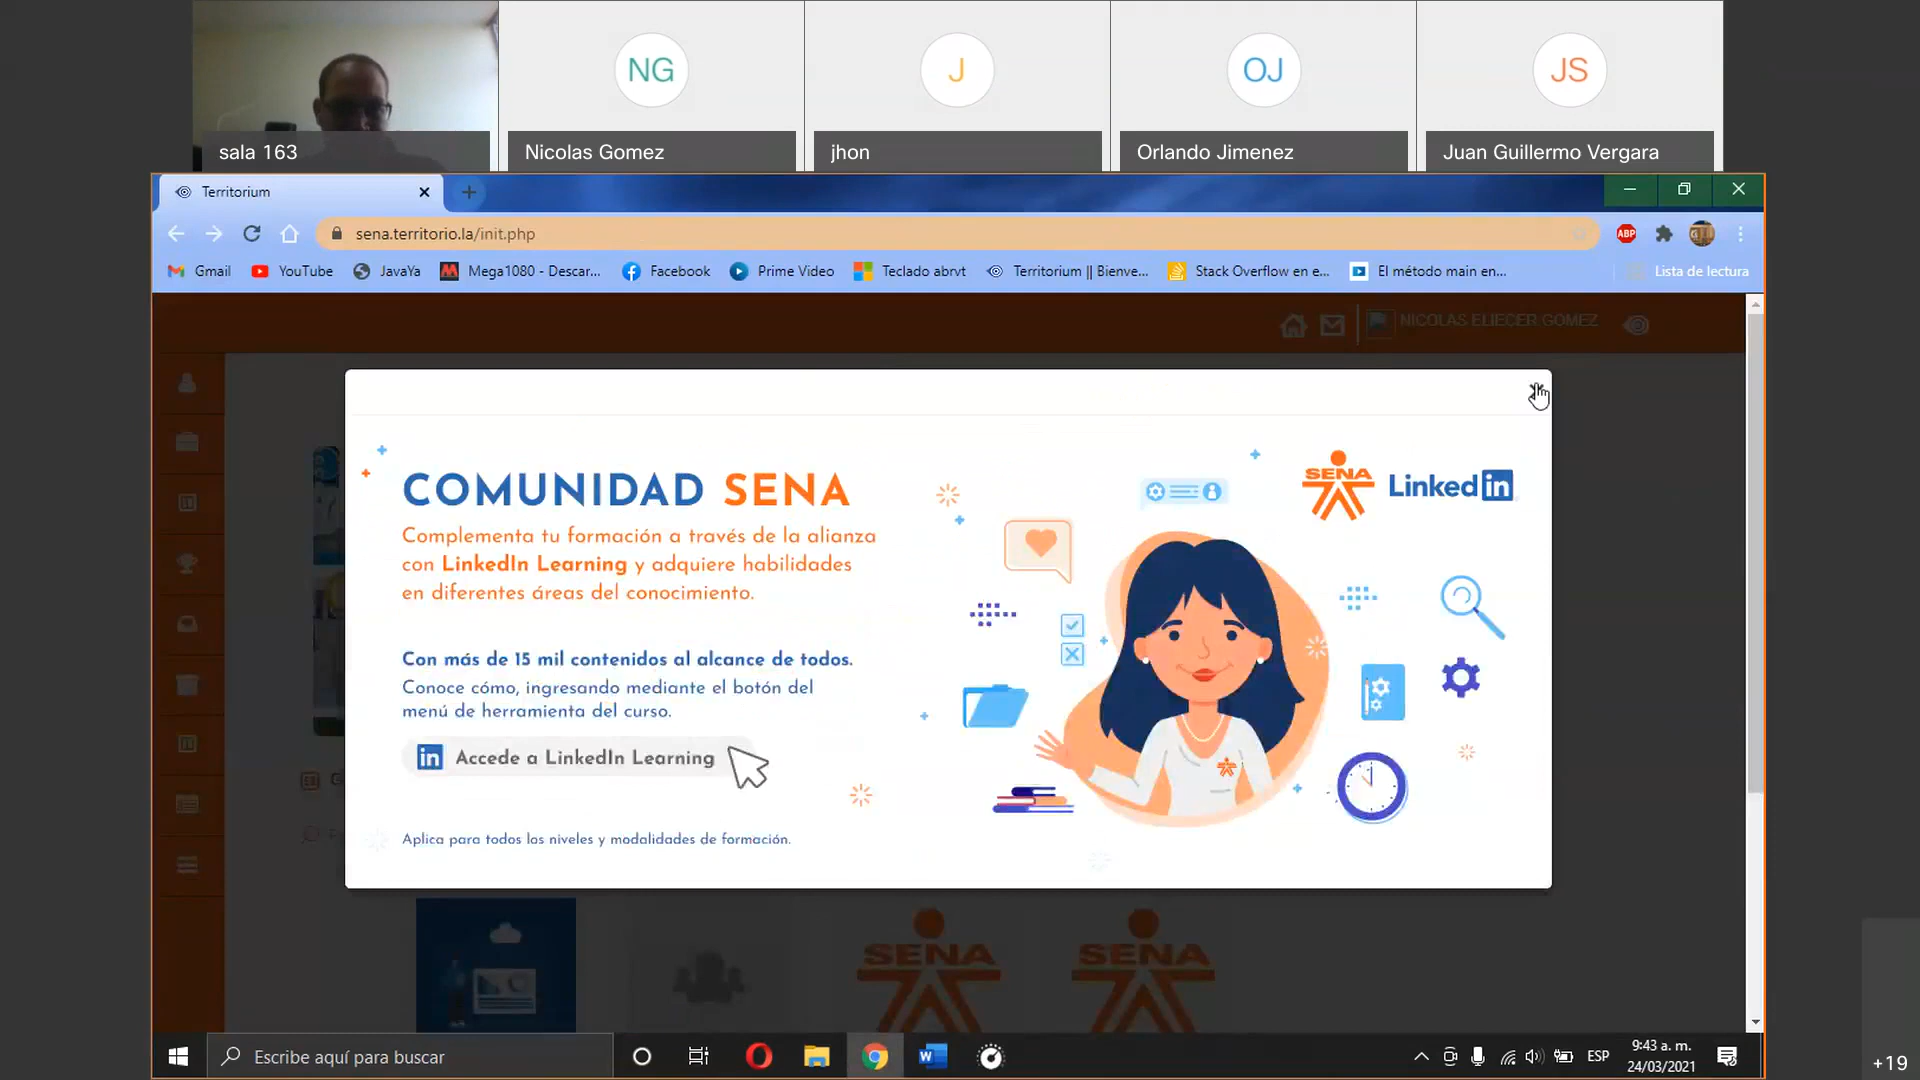 NG
J
OJ
JS
sala 163
Nicolas Gomez
jhon
Orlando Jimenez
Juan Guillermo Vergara
Territorium
sena.territorio.la/init.php
ABP
Gmail
YouTube
JavaYa
Mega1080 - Descar...
Facebook
Prime Video
Teclado abrvt
Territorium || Bienve...
Stack Overflow en e...
El método main en...
Lista de lectura
NICOLAS ELIECER GOMEZ
COMUNIDAD SENA
Complementa tu formación a través de la alianza
con LinkedIn Learning y adquiere habilidades
en diferentes áreas del conocimiento.
SENA
Linked in
Con más de 15 mil contenidos al alcance de todos.
Conoce cómo, ingresando mediante el botón del
menú de herramienta del curso.
in Accede a LinkedIn Learning
Aplica para todos los niveles y modalidades de formación.
SENA
SENA
Escribe aquí para buscar
ESP
9:43 a. m.
24/03/2021
+19